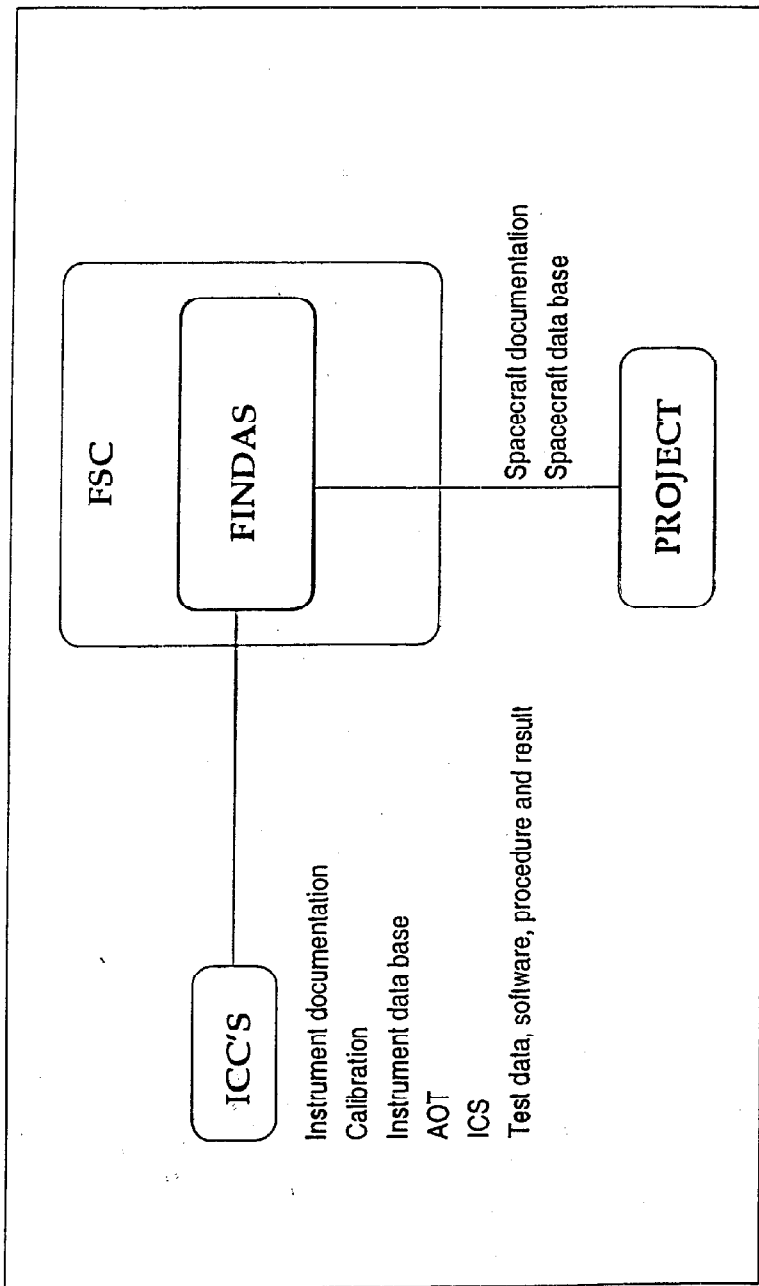 FSC
FINDAS
ICC'S
Instrument documentation
Calibration
Instrument data base
AOT
ICS
Test data, software, procedure and result
Spacecraft documentation
Spacecraft data base
PROJECT